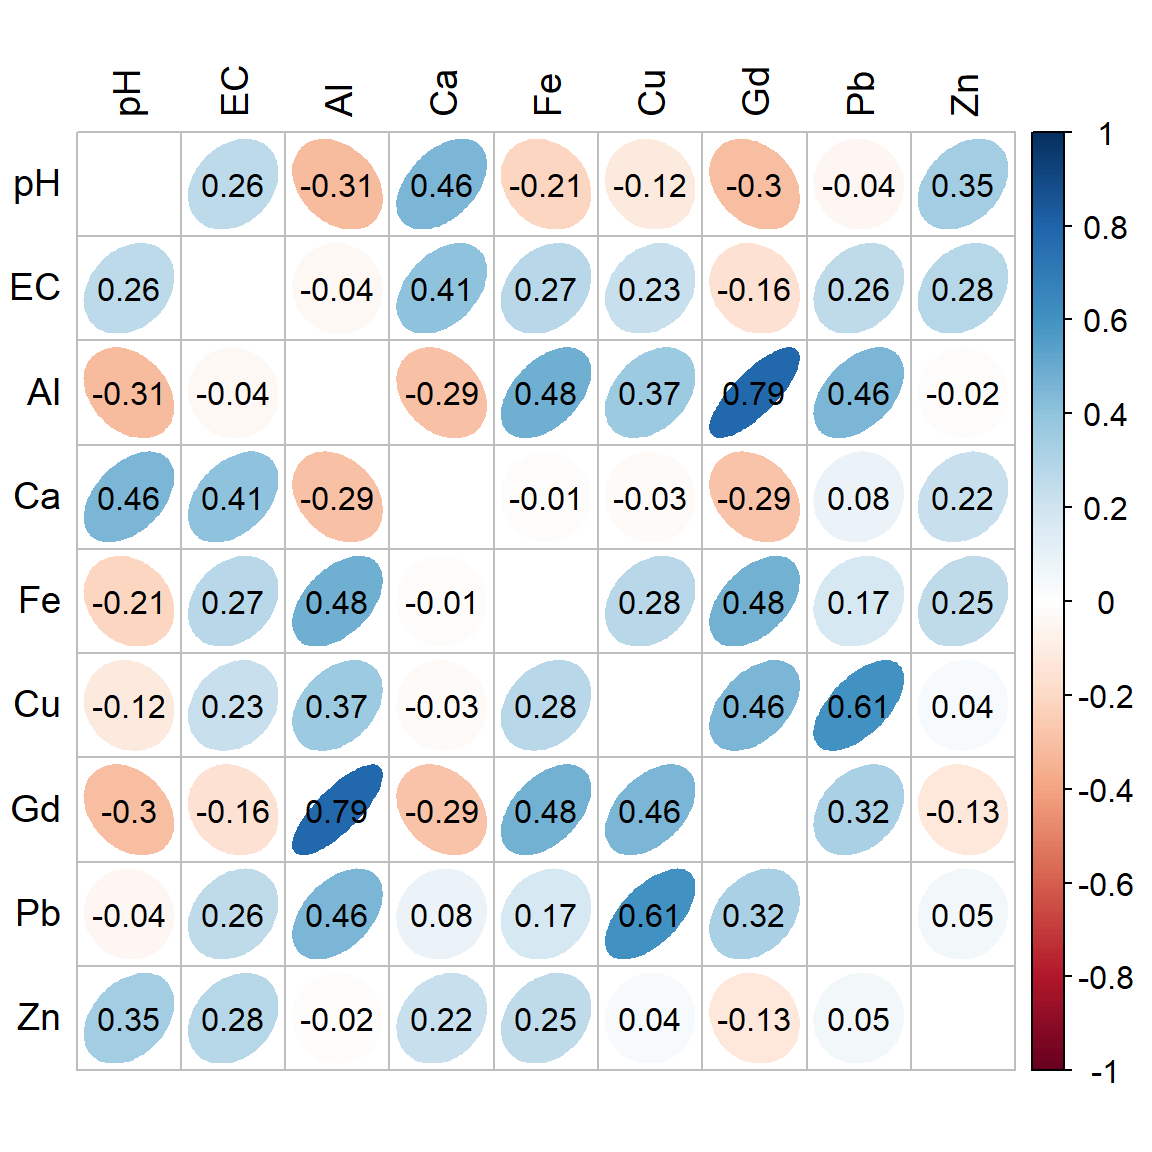 pH EC Al Ca Fe Cu Gd Pb Zn
pH 0.26 -0.31 0.46 -0.21 -0.12 -0.3 -0.04 0.35
EC 0.26 -0.04 0.41 0.27 0.23 -0.16 0.26 0.28
Al -0.31 -0.04 -0.29 0.48 0.37 0.79 0.46 -0.02
Ca 0.46 0.41 -0.29 -0.01 -0.03 -0.29 0.08 0.22
Fe -0.21 0.27 0.48 -0.01 0.28 0.48 0.17 0.25
Cu -0.12 0.23 0.37 -0.03 0.28 0.46 0.61 0.04
Gd -0.3 -0.16 0.79 -0.29 0.48 0.46 0.32 -0.13
Pb -0.04 0.26 0.46 0.08 0.17 0.61 0.32 0.05
Zn 0.35 0.28 -0.02 0.22 0.25 0.04 -0.13 0.05
1
0.8
0.6
0.4
0.2
0
-0.2
-0.4
-0.6
-0.8
-1